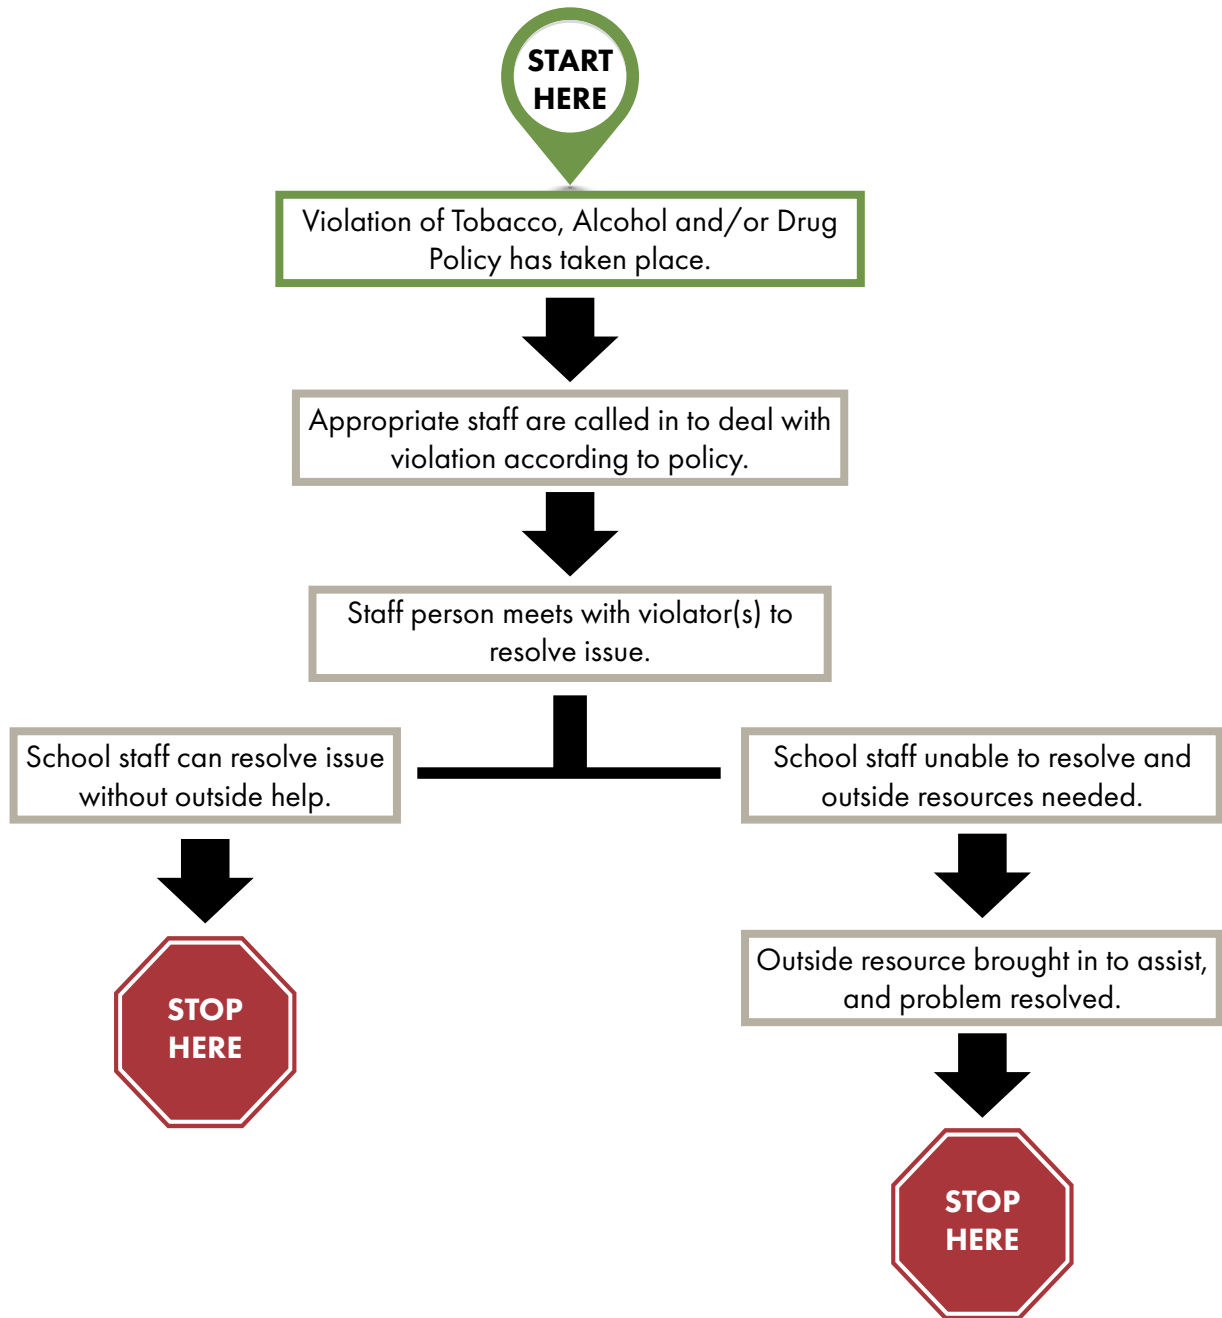 START
HERE
Violation of Tobacco, Alcohol and/or Drug
Policy has taken place.
Appropriate staff are called in to deal with
violation according to policy.
Staff person meets with violator(s) to
resolve issue.
School staff can resolve issue
without outside help.
School staff unable to resolve and
outside resources needed.
Outside resource brought in to assist,
and problem resolved.
STOP
HERE
STOP
HERE